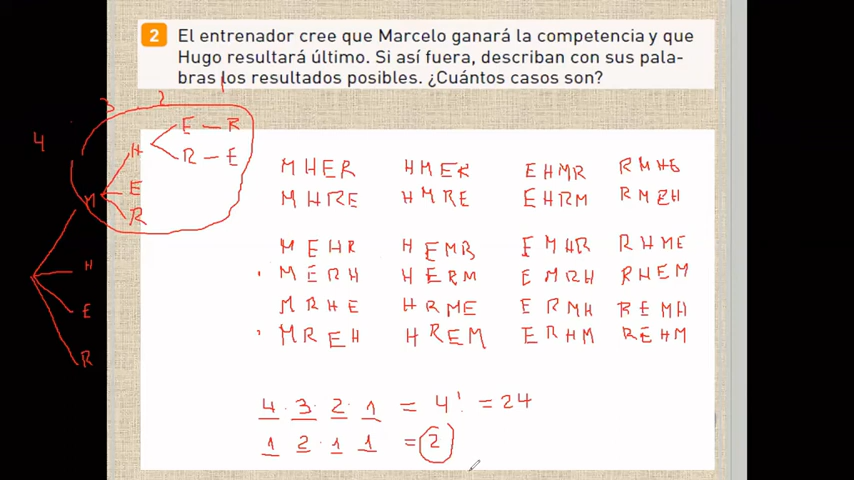 2 El entrenador cree que Marcelo ganará la competencia y que
Hugo resultará último. Si así fuera, describan con sus pala-
bras los resultados posibles. ¿Cuántos casos son?
4 3 2 1
E — R
H
R — E
M E
R
H
E
R
MHER HMER EHMR RMHE
MHRE HMRE EHRM RMEH
MEHR HEMR EMHR RHME
· MERH HERM EMRH RHEM
MRHE HRME ERMH REMH
· MREH HREM ERHM REHM
4 · 3 · 2 · 1 = 4! = 24
1 2 · 1 1 = 2